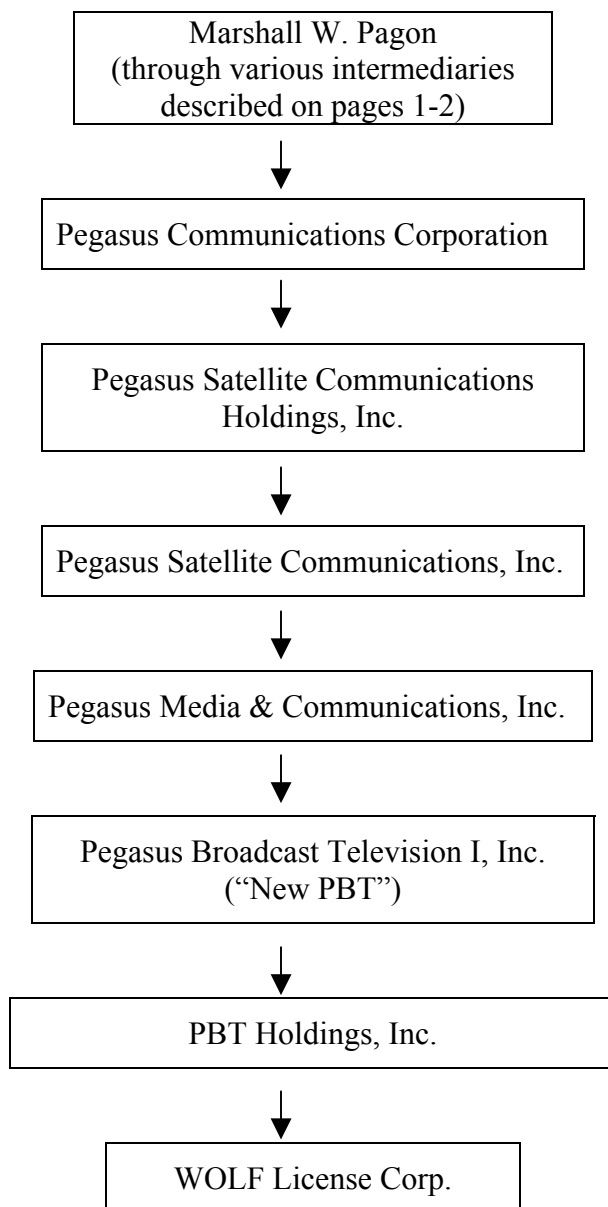 Marshall W. Pagon
(through various intermediaries
described on pages 1-2)
Pegasus Communications Corporation
Pegasus Satellite Communications
Holdings, Inc.
Pegasus Satellite Communications, Inc.
Pegasus Media & Communications, Inc.
Pegasus Broadcast Television I, Inc.
(“New PBT”)
PBT Holdings, Inc.
WOLF License Corp.